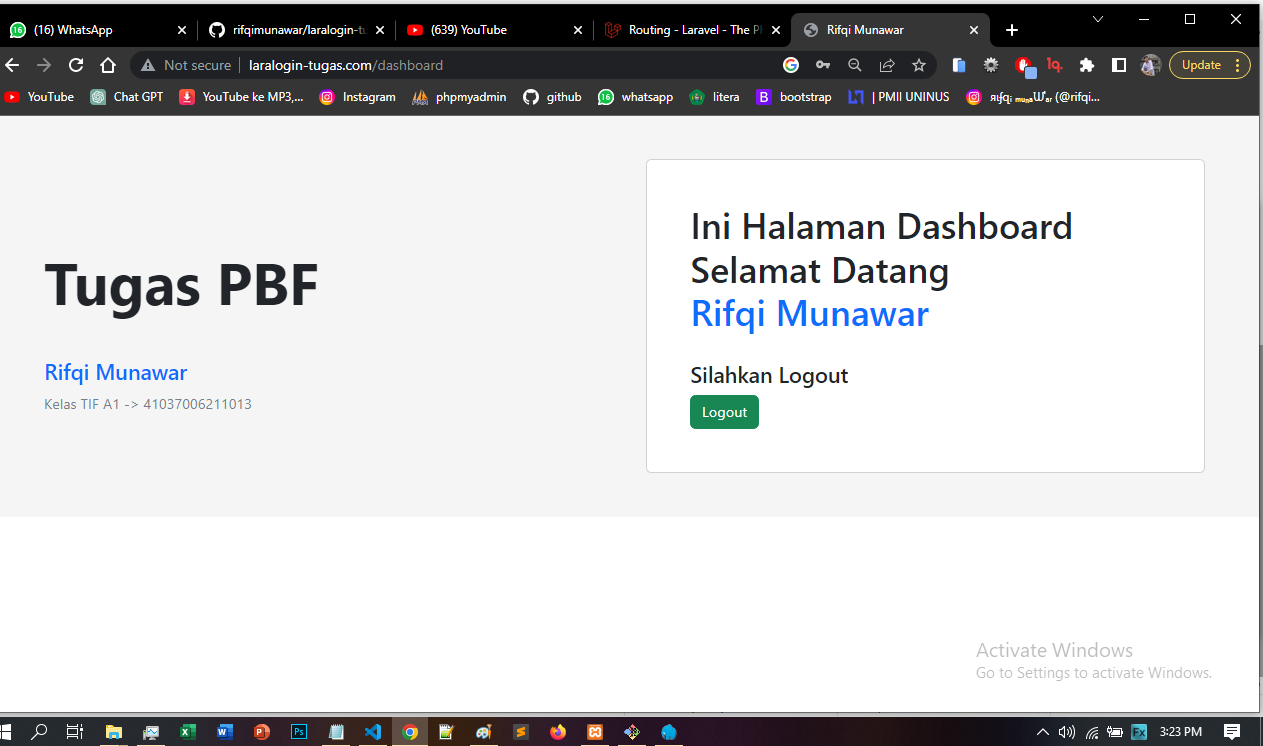 (16) WhatsApp
rifqimunawar/laralogin-tu
(639) YouTube
Routing - Laravel - The P
Rifqi Munawar
Not secure
laralogin-tugas.com/dashboard
Update
YouTube
Chat GPT
YouTube ke MP3,...
Instagram
phpmyadmin
github
whatsapp
litera
bootstrap
| PMII UNINUS
(@rifqi...
Tugas PBF
Rifqi Munawar
Kelas TIF A1 -> 41037006211013
Ini Halaman Dashboard
Selamat Datang
Rifqi Munawar
Silahkan Logout
Logout
Activate Windows
Go to Settings to activate Windows.
3:23 PM